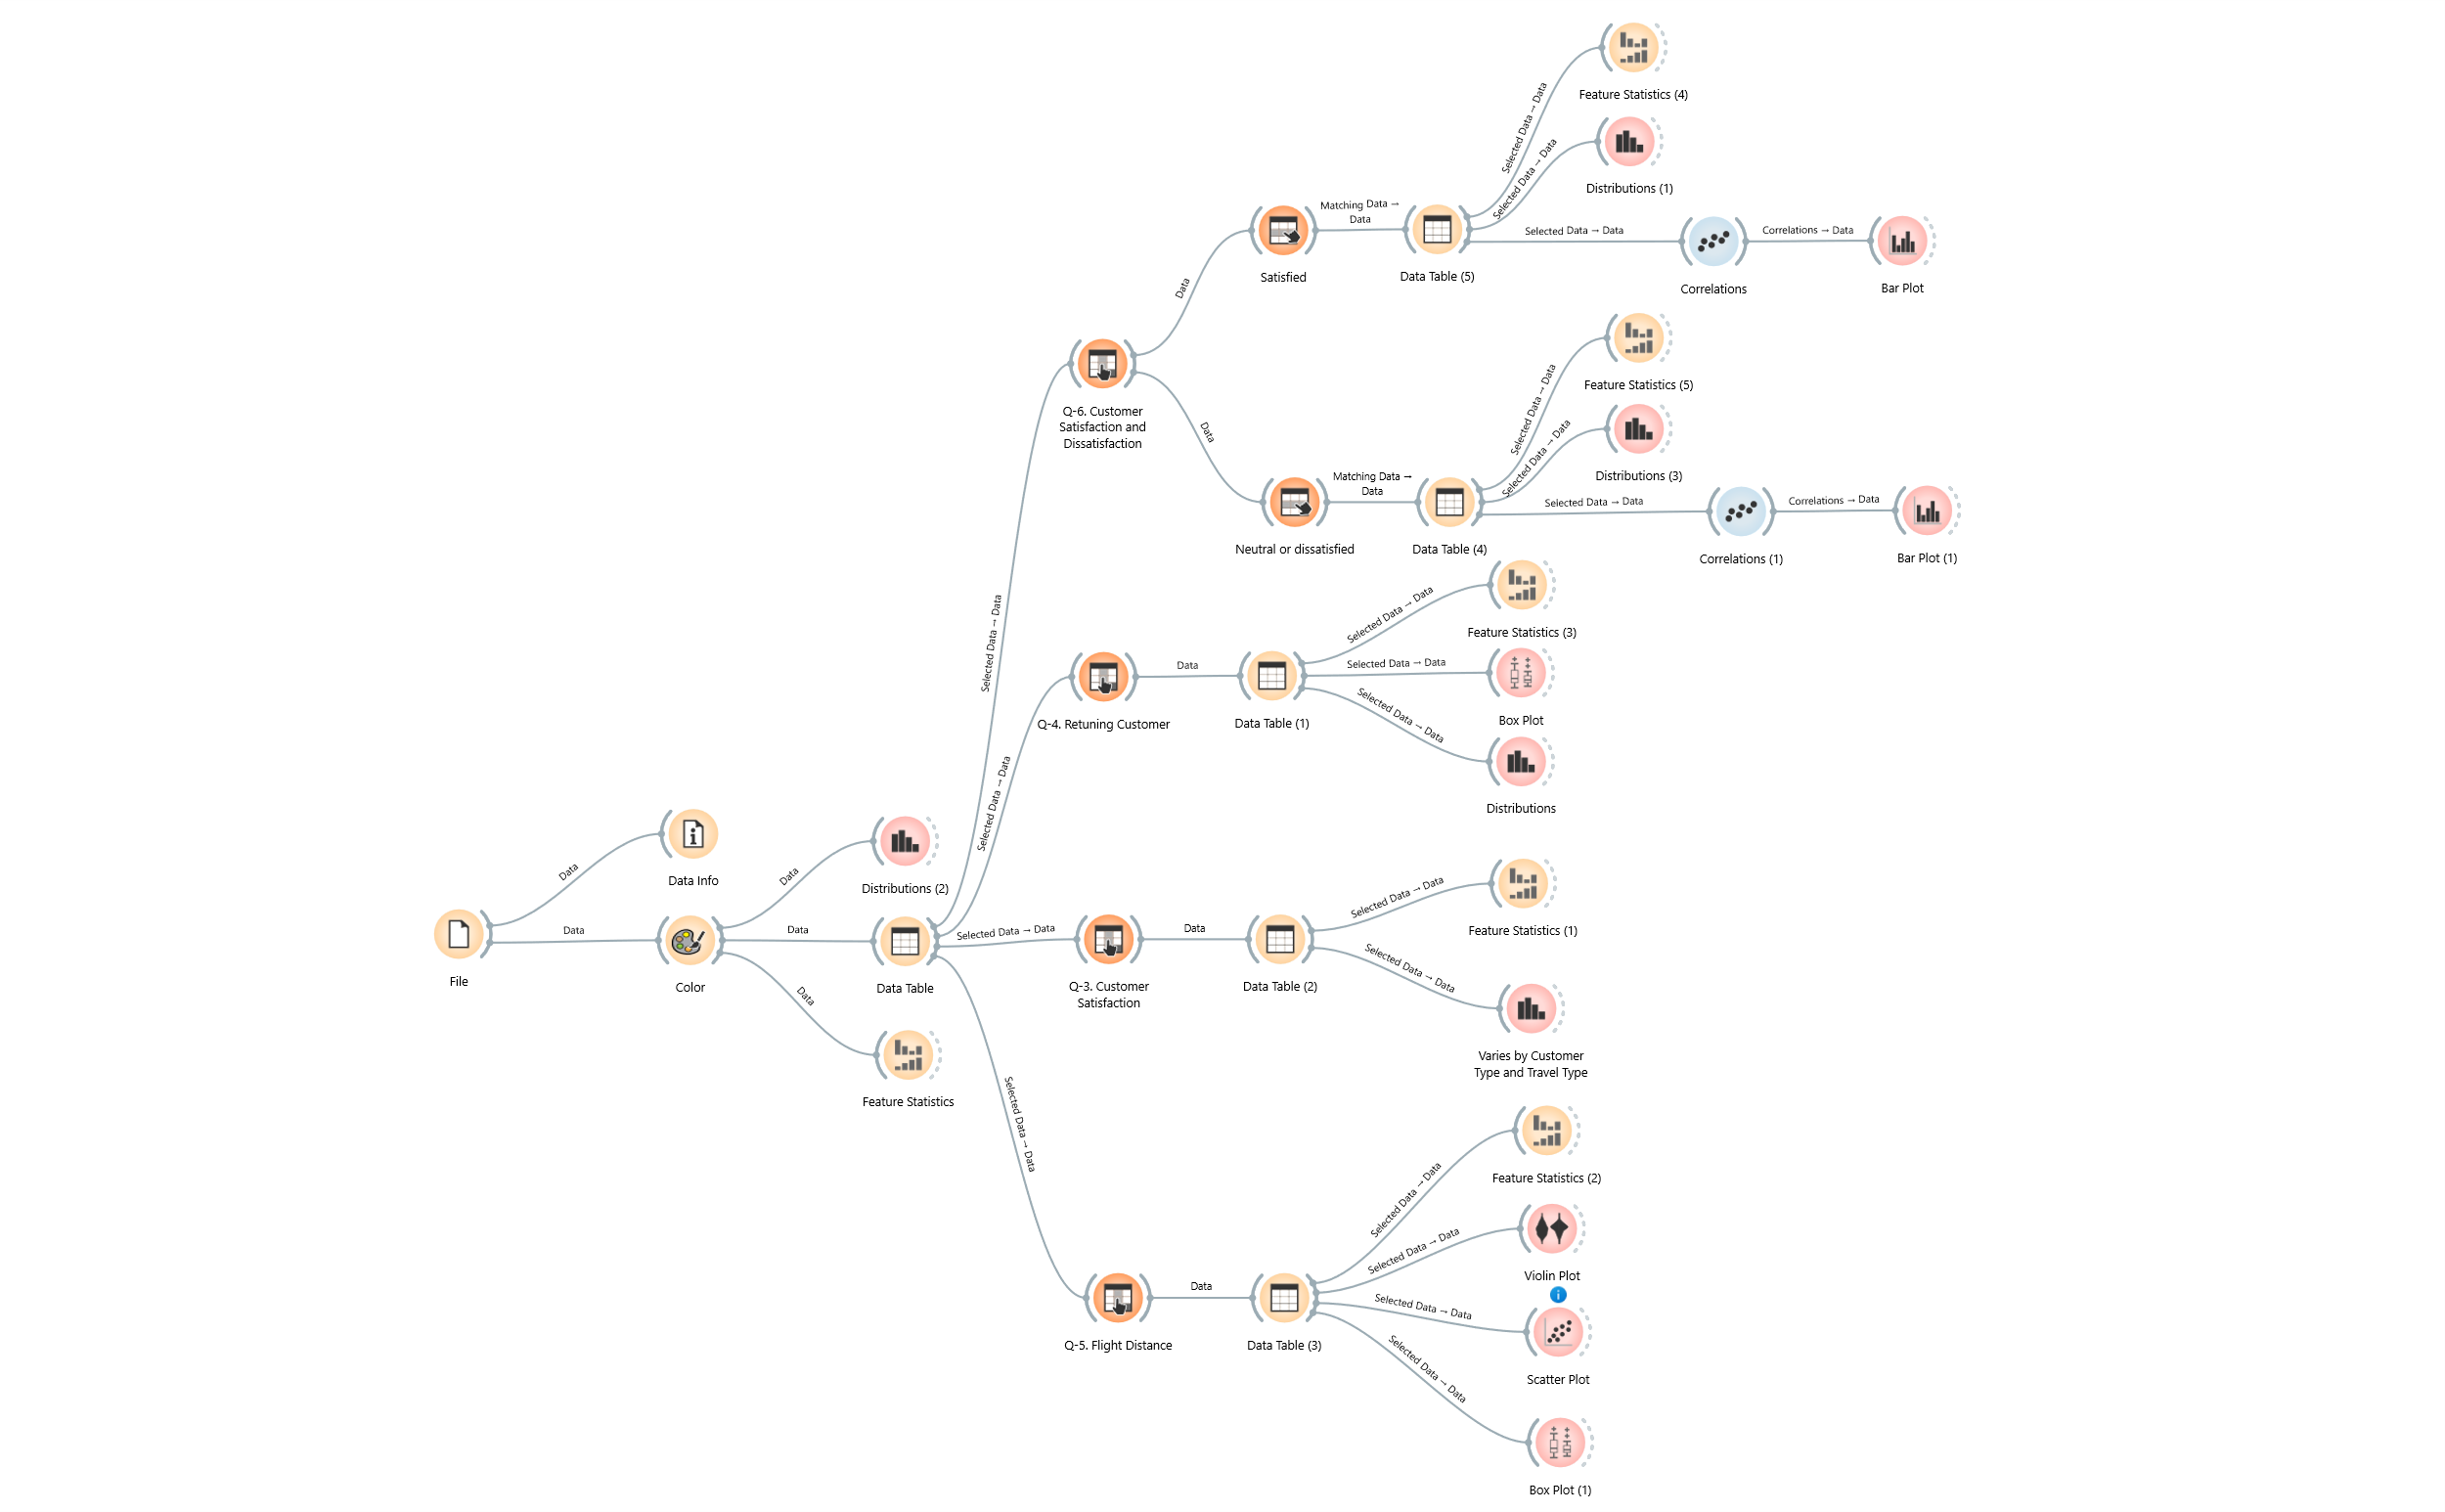 Feature Statistics (4)
Selected Data → Data
Distributions (1)
Selected Data → Data
Matching Data →
Data
Selected Data → Data
Correlations → Data
Satisfied
Data Table (5)
Correlations
Bar Plot
Data
Feature Statistics (5)
Selected Data → Data
Q-6. Customer
Satisfaction and
Dissatisfaction
Data
Distributions (3)
Selected Data → Data
Matching Data →
Data
Selected Data → Data
Correlations → Data
Neutral or dissatisfied
Data Table (4)
Correlations (1)
Bar Plot (1)
Selected Data → Data
Selected Data → Data
Feature Statistics (3)
Data
Selected Data → Data
Q-4. Retuning Customer
Data Table (1)
Selected Data → Data
Box Plot
Selected Data → Data
Distributions
Data
Data Info
Data
Distributions (2)
Selected Data → Data
Feature Statistics (1)
Data
Data
Selected Data → Data
Data
File
Color
Data
Data Table
Q-3. Customer
Satisfaction
Data Table (2)
Selected Data → Data
Varies by Customer
Type and Travel Type
Feature Statistics
Selected Data → Data
Feature Statistics (2)
Selected Data → Data
Selected Data → Data
Violin Plot
i
Data
Selected Data → Data
Q-5. Flight Distance
Data Table (3)
Selected Data → Data
Scatter Plot
Box Plot (1)